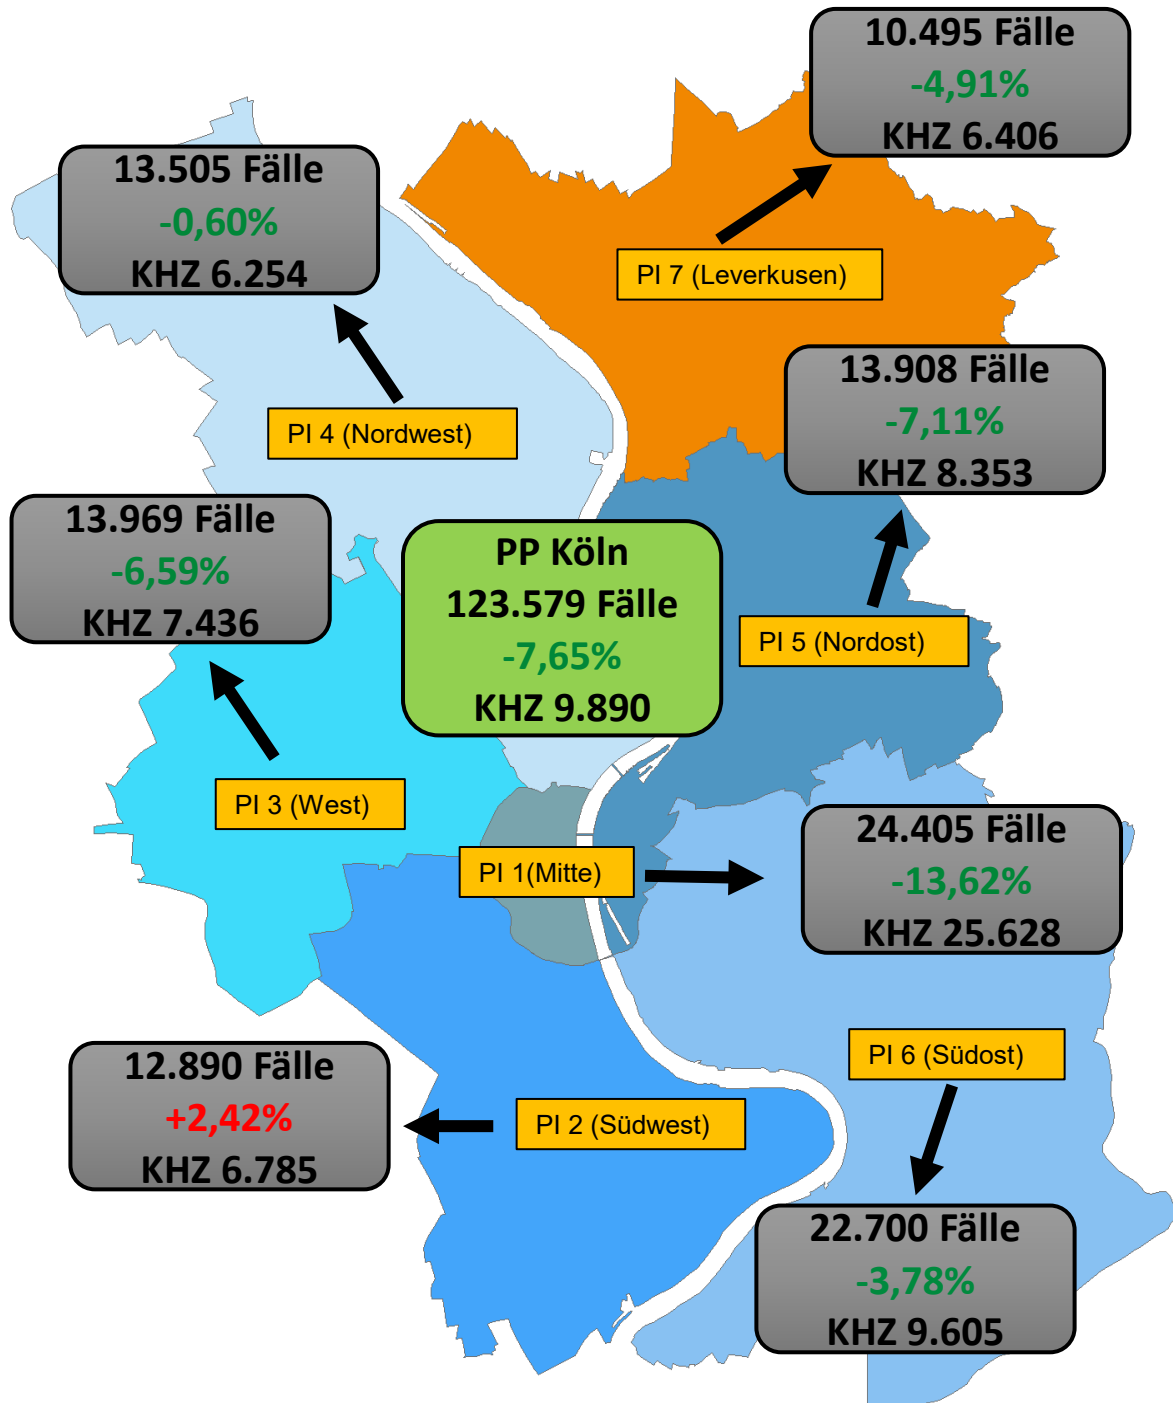 10.495 Fälle
-4,91%
KHZ 6.406
13.505 Fälle
-0,60%
KHZ 6.254
PI 7 (Leverkusen)
13.908 Fälle
-7,11%
KHZ 8.353
PI 4 (Nordwest)
13.969 Fälle
-6,59%
KHZ 7.436
PP Köln
123.579 Fälle
-7,65%
KHZ 9.890
PI 5 (Nordost)
PI 3 (West)
24.405 Fälle
-13,62%
KHZ 25.628
PI 1(Mitte)
12.890 Fälle
+2,42%
KHZ 6.785
PI 6 (Südost)
PI 2 (Südwest)
22.700 Fälle
-3,78%
KHZ 9.605